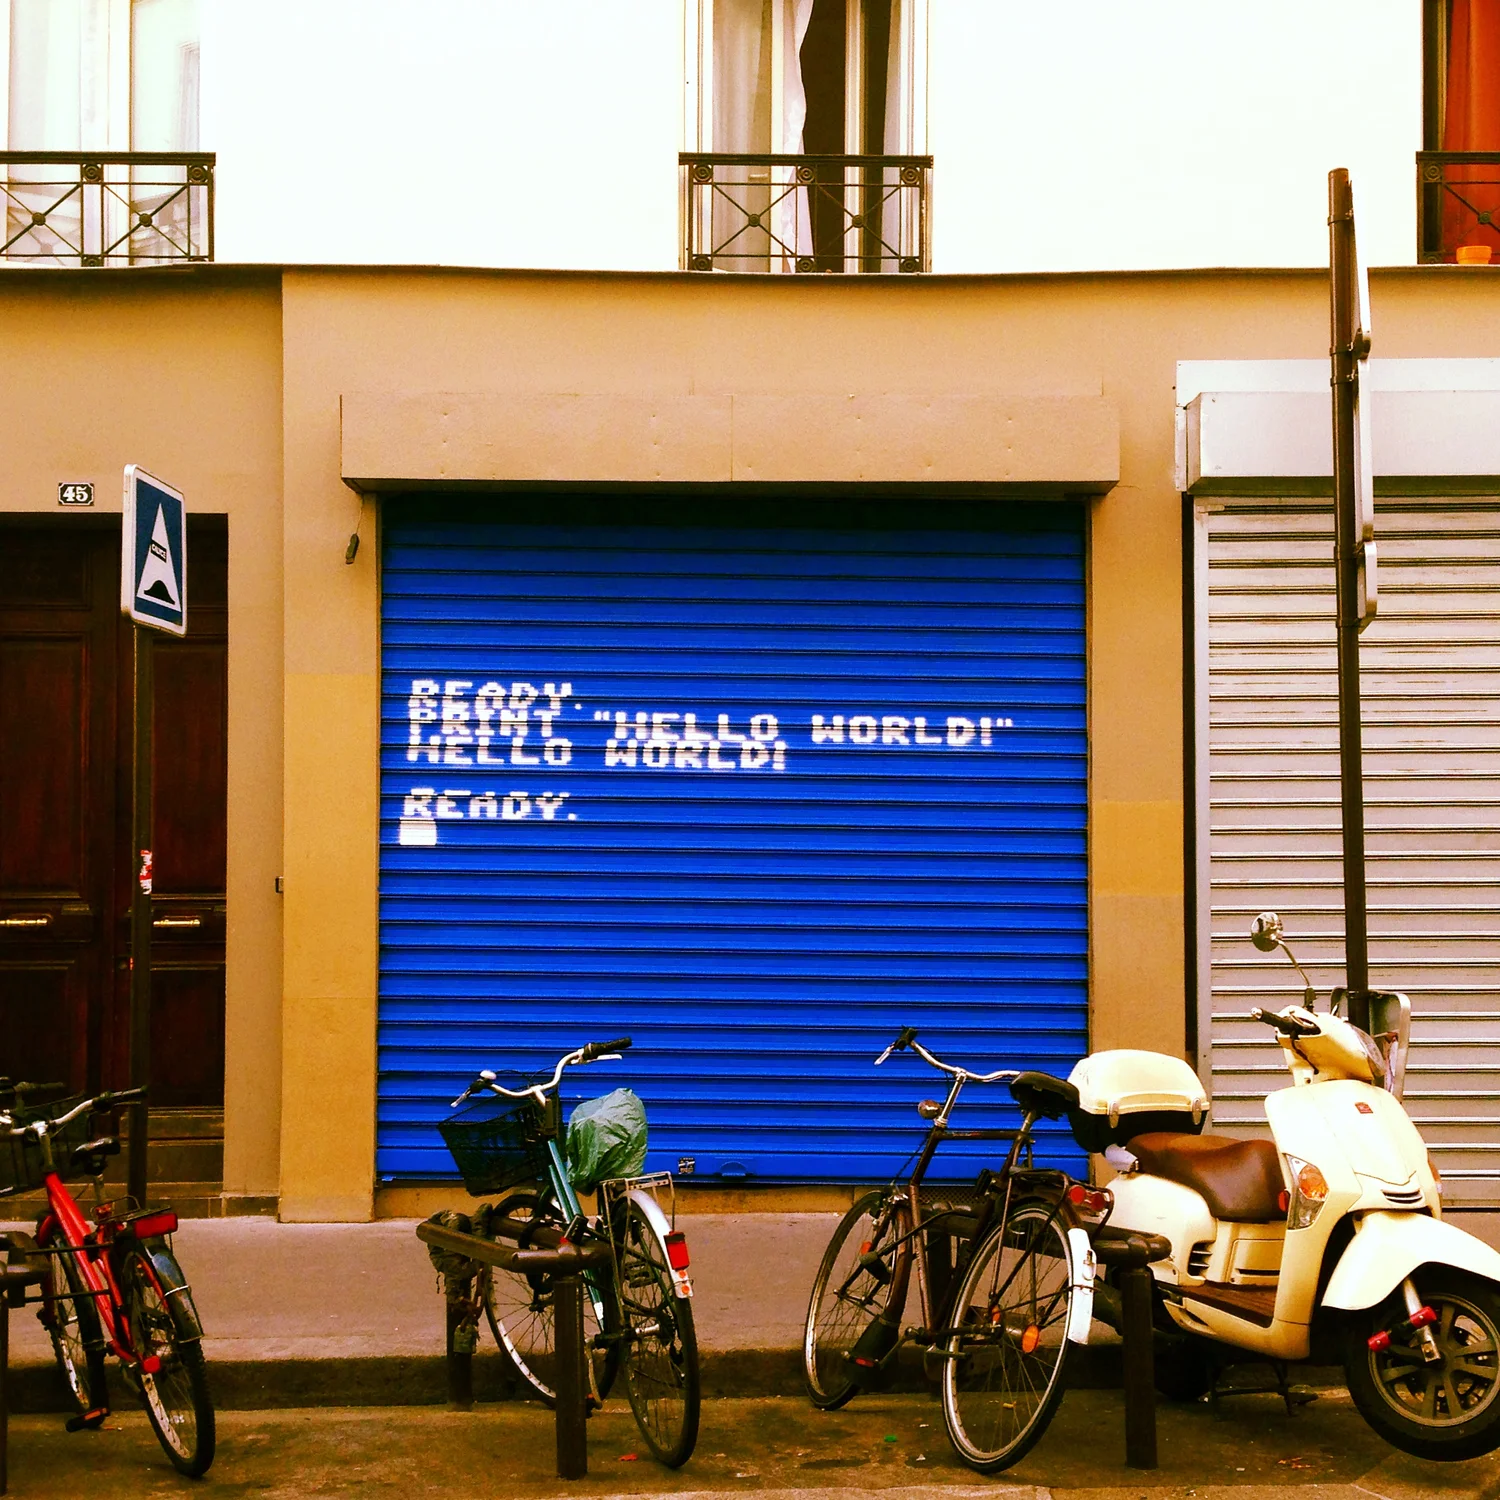 45
READY.
PRINT "HELLO WORLD!"
HELLO WORLD!
READY.